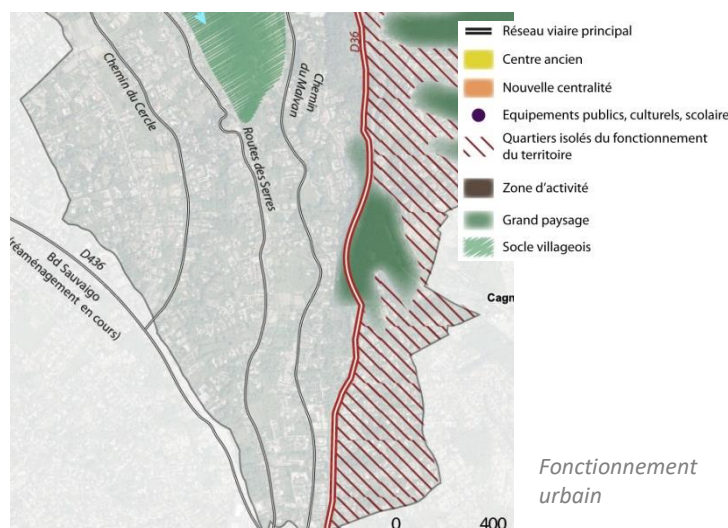 D36
Chemin du Cercle
Routes des Serres
Chemin
du Malvan
D436
Bd Sauvaigo
(réaménagement en cours)
Cagn
0 400
Réseau viaire principal
Centre ancien
Nouvelle centralité
Equipements publics, culturels, scolaire
Quartiers isolés du fonctionnement
du territoire
Zone d'activité
Grand paysage
Socle villageois
Fonctionnement
urbain